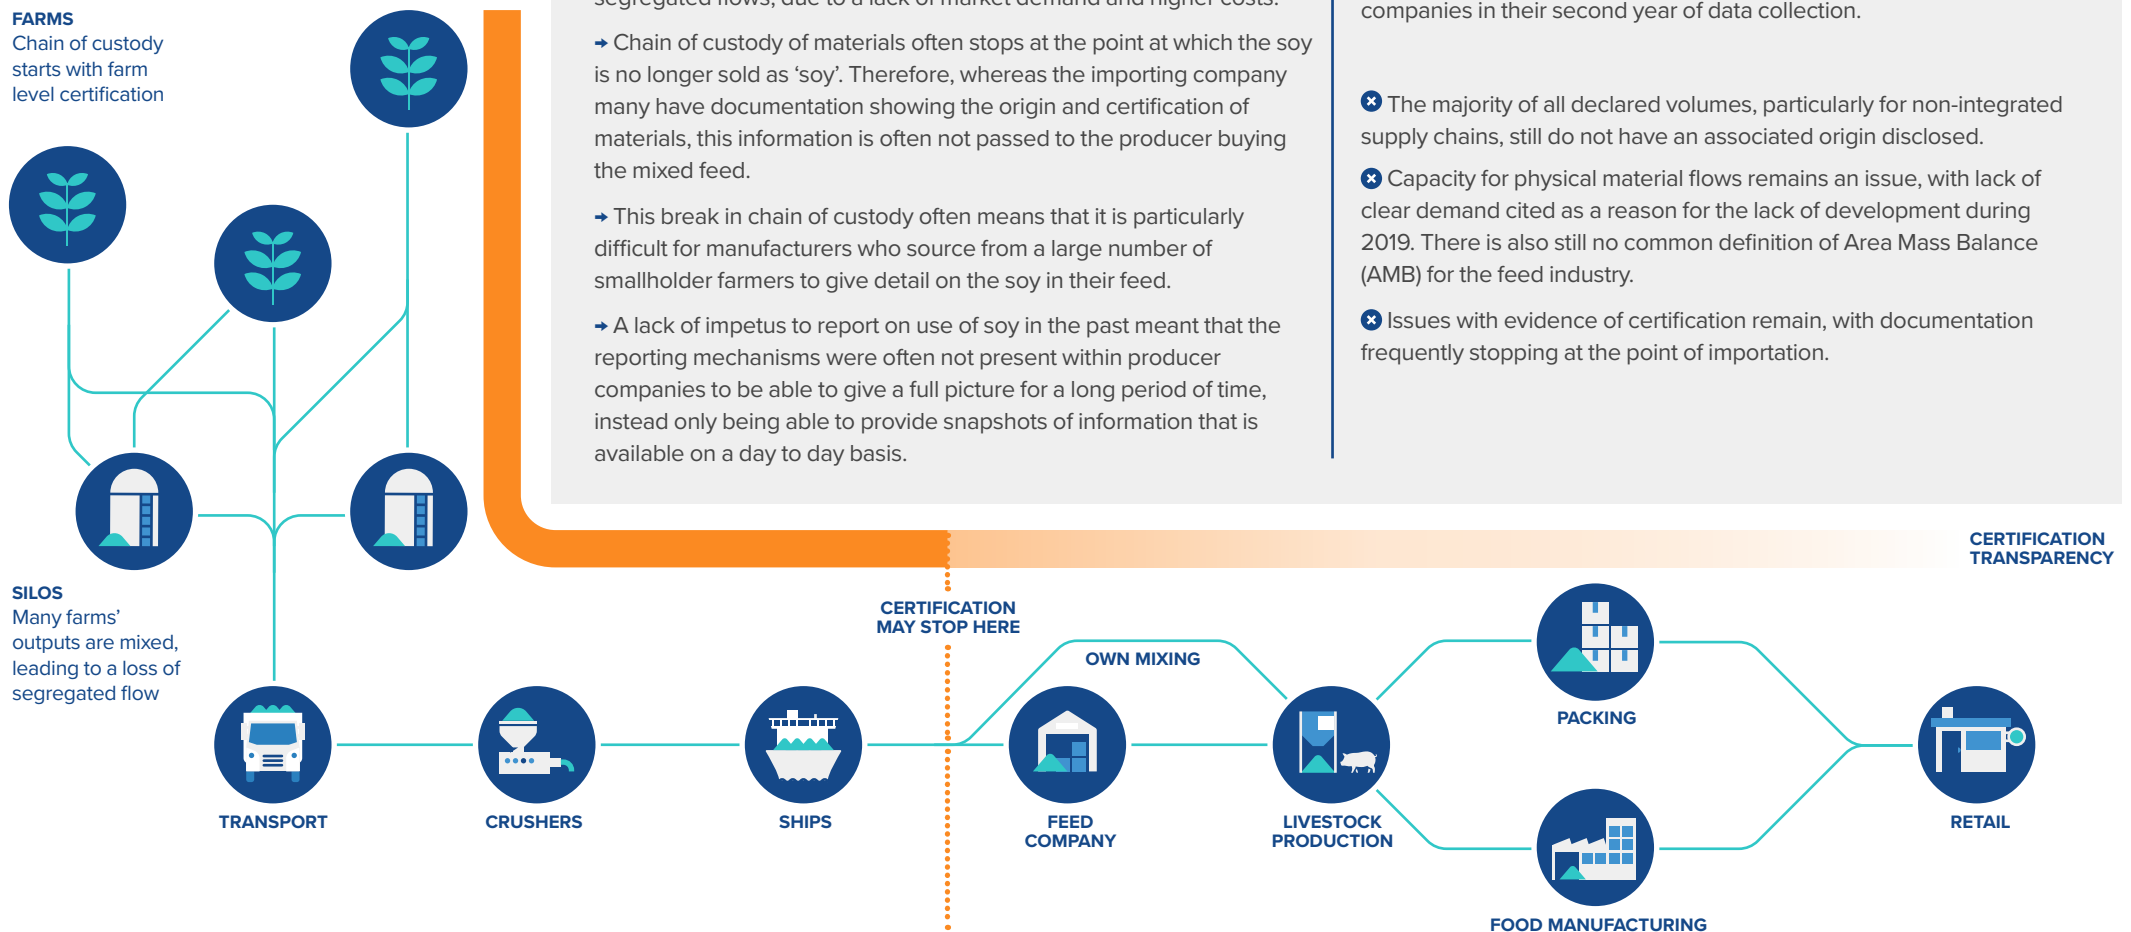 FARMS
Chain of custody
starts with farm
level certification
segregated flows, due to a lack of market demand and higher costs.
→ Chain of custody of materials often stops at the point at which the soy
is no longer sold as ‘soy’. Therefore, whereas the importing company
many have documentation showing the origin and certification of
materials, this information is often not passed to the producer buying
the mixed feed.
→ This break in chain of custody often means that it is particularly
difficult for manufacturers who source from a large number of
smallholder farmers to give detail on the soy in their feed.
→ A lack of impetus to report on use of soy in the past meant that the
reporting mechanisms were often not present within producer
companies to be able to give a full picture for a long period of time,
instead only being able to provide snapshots of information that is
available on a day to day basis.
companies in their second year of data collection.
The majority of all declared volumes, particularly for non-integrated
supply chains, still do not have an associated origin disclosed.
Capacity for physical material flows remains an issue, with lack of
clear demand cited as a reason for the lack of development during
2019. There is also still no common definition of Area Mass Balance
(AMB) for the feed industry.
Issues with evidence of certification remain, with documentation
frequently stopping at the point of importation.
CERTIFICATION
TRANSPARENCY
SILOS
Many farms’
outputs are mixed,
leading to a loss of
segregated flow
CERTIFICATION
MAY STOP HERE
OWN MIXING
PACKING
TRANSPORT
CRUSHERS
SHIPS
FEED
COMPANY
LIVESTOCK
PRODUCTION
RETAIL
FOOD MANUFACTURING